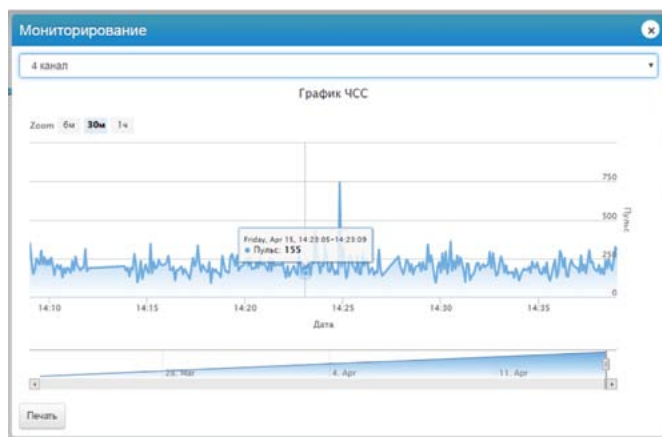 Мониторирование
4 канал
График ЧСС
Zoom 6м 30м 1ч
750
500
250
0
Пульс
Friday, Apr 15, 14:23:05-14:23:09
Пульс: 155
14:10 14:15 14:20 14:25 14:30 14:35
Дата
28. Mar 4. Apr 11. Apr
Печать